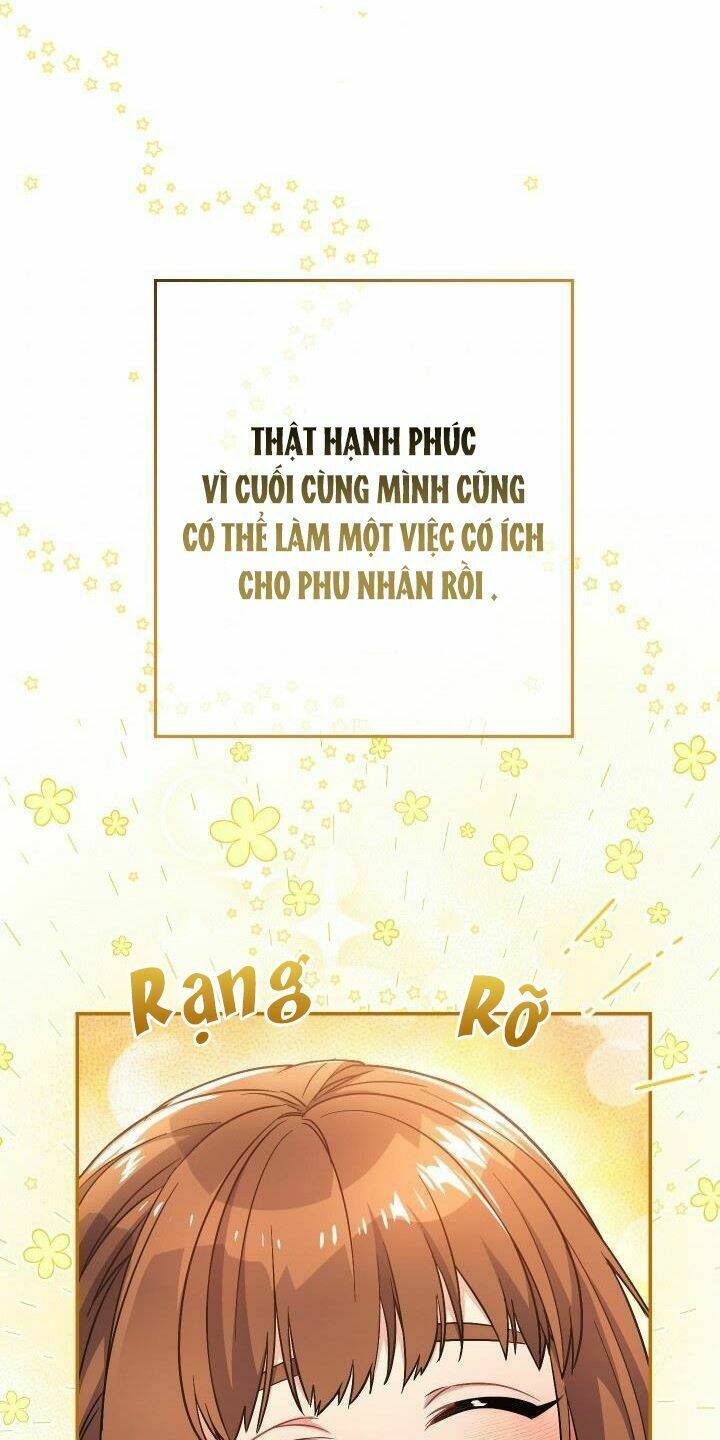 THẬT HẠNH PHÚC
VÌ CUỐI CÙNG MÌNH CŨNG
CÓ THỂ LÀM MỘT VIỆC CÓ ÍCH
CHO PHU NHÂN RỒI .
Rạng Rỡ